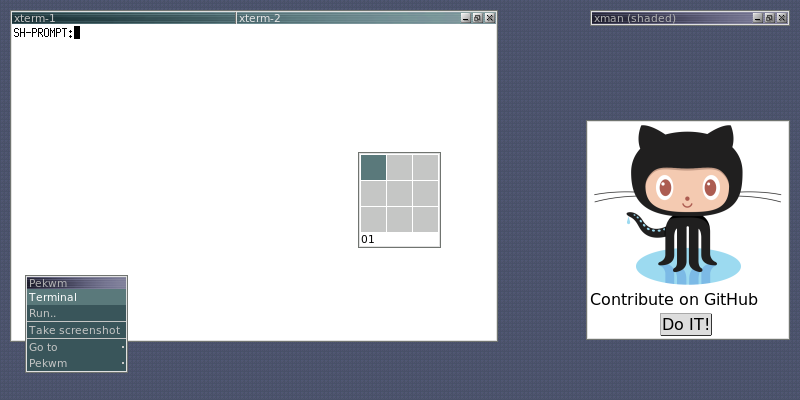 xterm-1 xterm-2
xman (shaded)
SH-PROMPT:
01
Pekwm
Terminal
Run..
Take screenshot
Go to
Pekwm
Contribute on GitHub
Do IT!